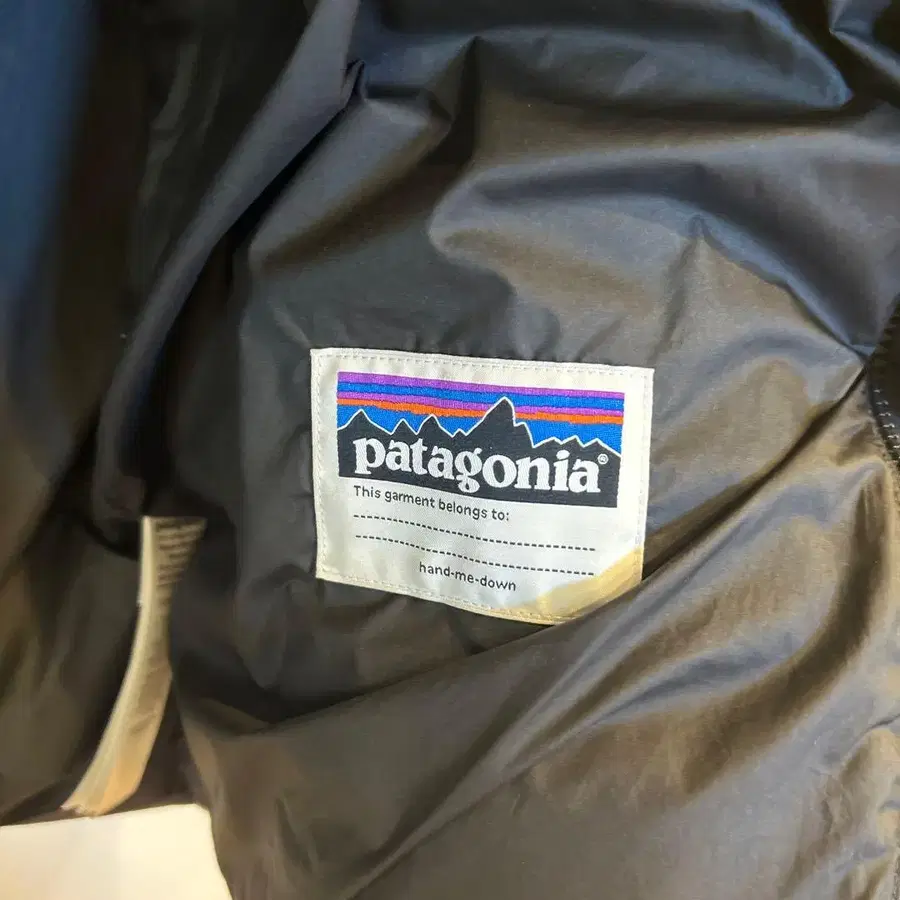 patagonia®
This garment belongs to:
hand-me-down